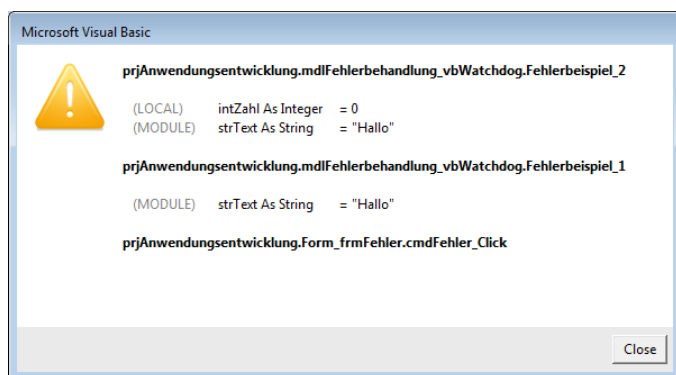 Microsoft Visual Basic
prjAnwendungsentwicklung.mdlFehlerbehandlung_vbWatchdog.Fehlerbeispiel_2
(LOCAL) intZahl As Integer = 0
(MODULE) strText As String = "Hallo"
prjAnwendungsentwicklung.mdlFehlerbehandlung_vbWatchdog.Fehlerbeispiel_1
(MODULE) strText As String = "Hallo"
prjAnwendungsentwicklung.Form_frmFehler.cmdFehler_Click
Close